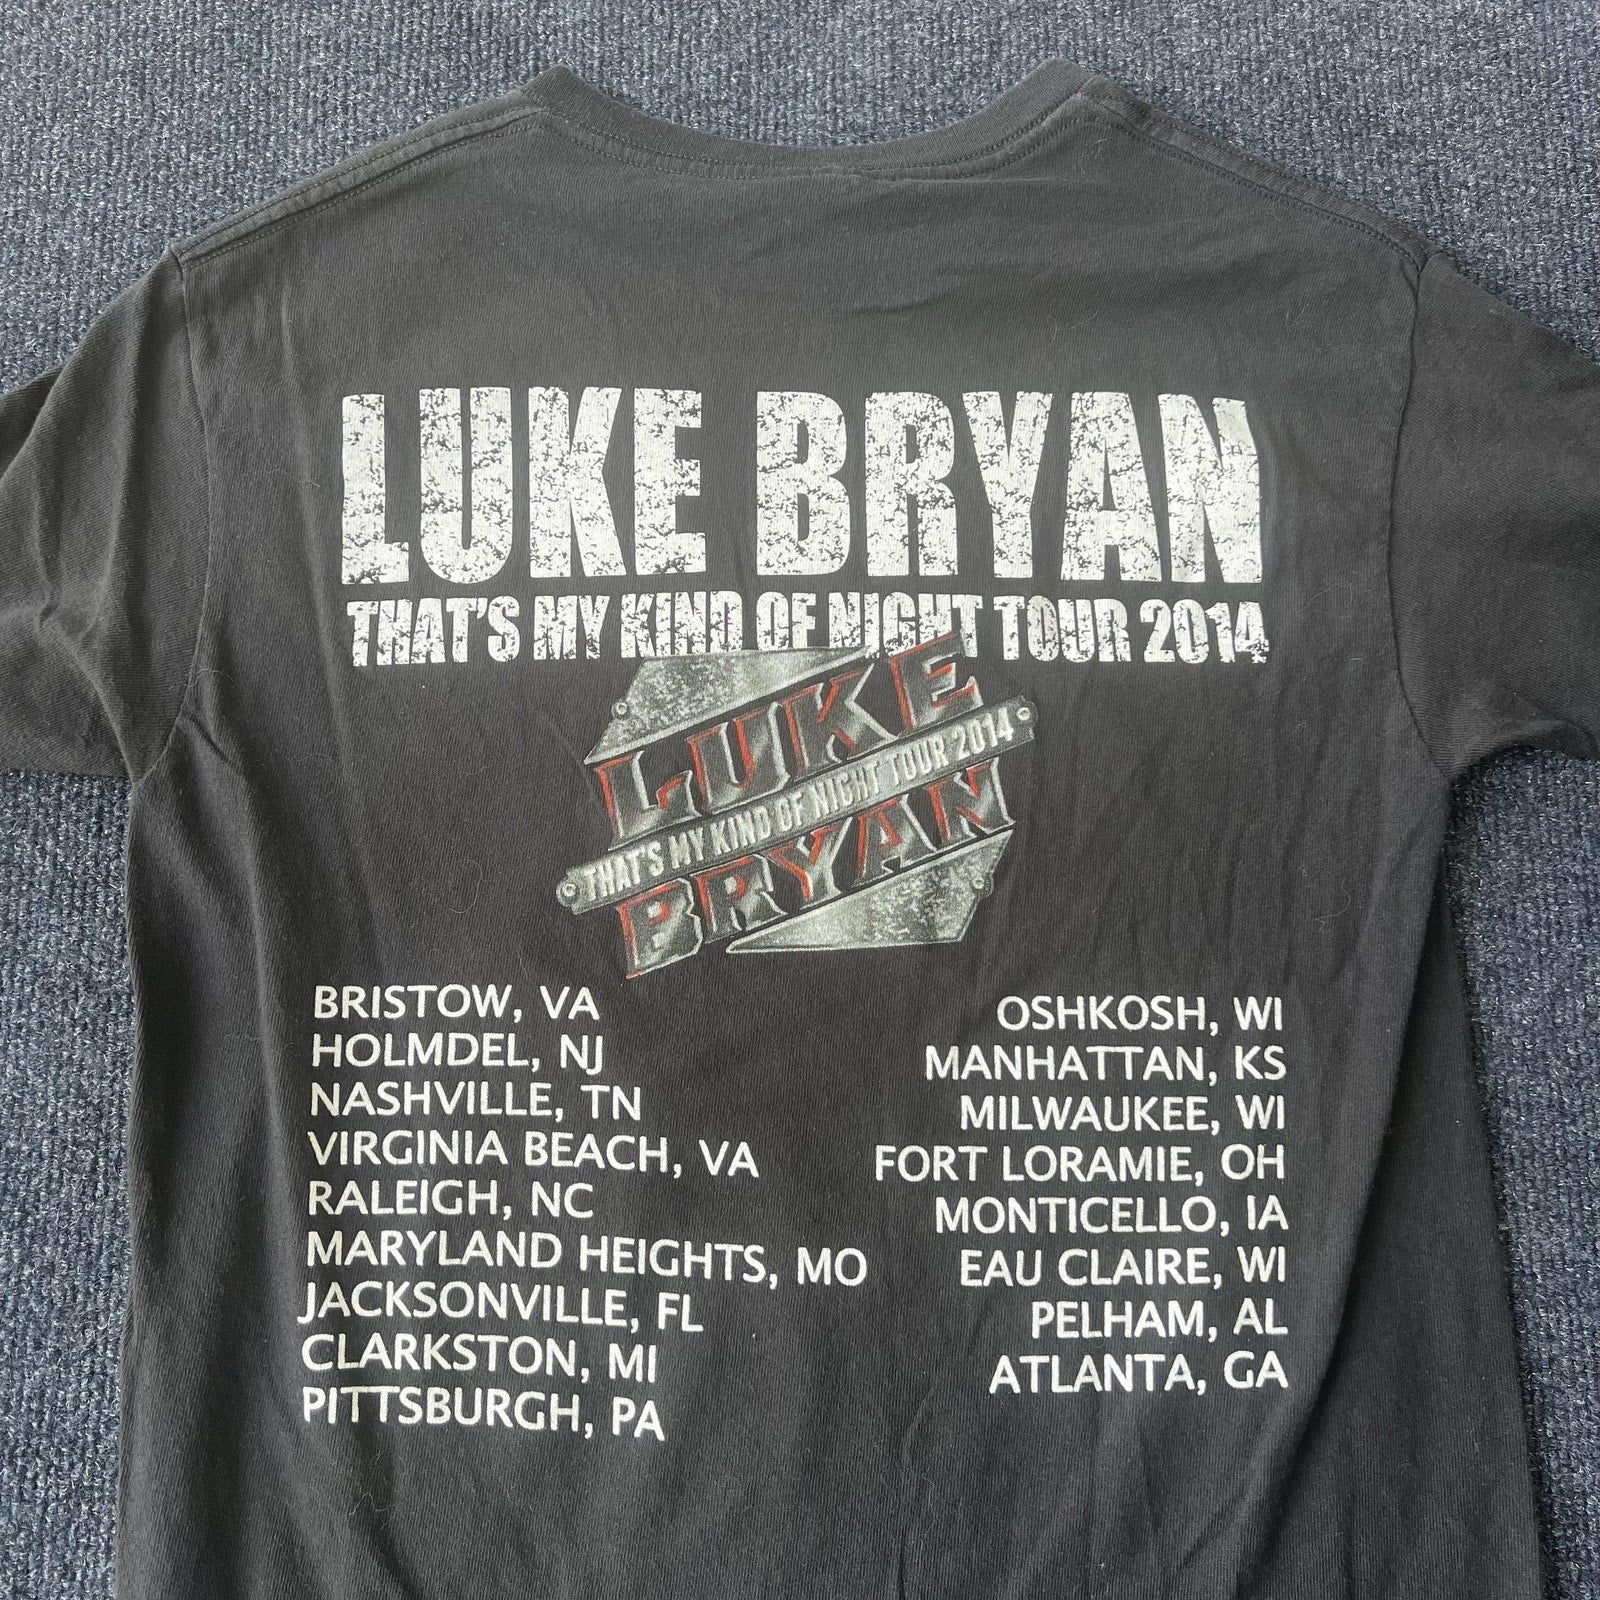 LUKE BRYAN
THAT'S MY KIND OF NIGHT TOUR 2014
LUKE
THAT'S MY KIND OF NIGHT TOUR 2014
BRYAN
BRISTOW, VA
HOLMDEL, NJ
NASHVILLE, TN
VIRGINIA BEACH, VA
RALEIGH, NC
MARYLAND HEIGHTS, MO
JACKSONVILLE, FL
CLARKSTON, MI
PITTSBURGH, PA
OSHKOSH, WI
MANHATTAN, KS
MILWAUKEE, WI
FORT LORAMIE, OH
MONTICELLO, IA
EAU CLAIRE, WI
PELHAM, AL
ATLANTA, GA